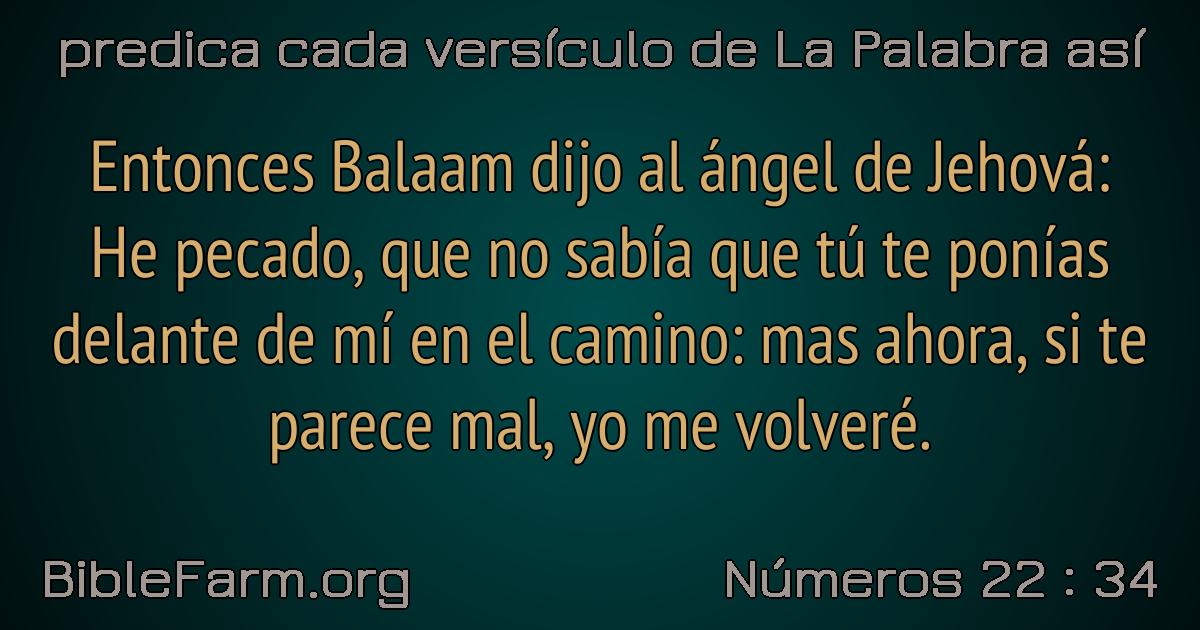 predica cada versículo de La Palabra así
Entonces Balaam dijo al ángel de Jehová:
He pecado, que no sabía que tú te ponías
delante de mí en el camino: mas ahora, si te
parece mal, yo me volveré.
BibleFarm.org
Números 22 : 34